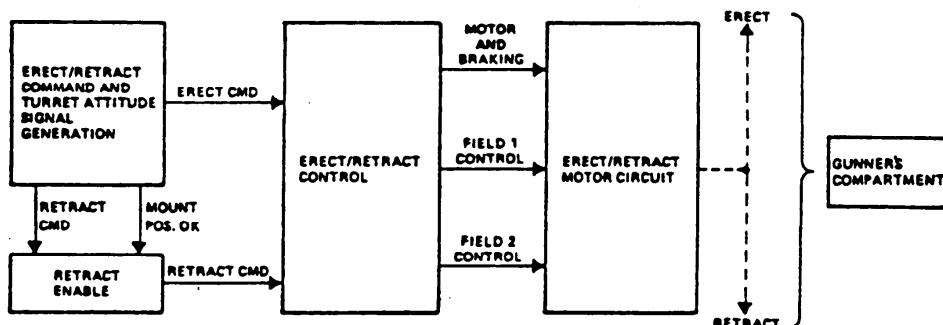 ERECT
MOTOR
AND
BRAKING
ERECT/RETRACT
COMMAND AND
TURRET ATTITUDE
SIGNAL
GENERATION
ERECT CMD
ERECT/RETRACT
CONTROL
FIELD 1
CONTROL
ERECT/RETRACT
MOTOR CIRCUIT
GUNNER'S
COMPARTMENT
RETRACT
CMD
MOUNT
POS. OK
FIELD 2
CONTROL
RETRACT
ENABLE
RETRACT CMD
RETRACT